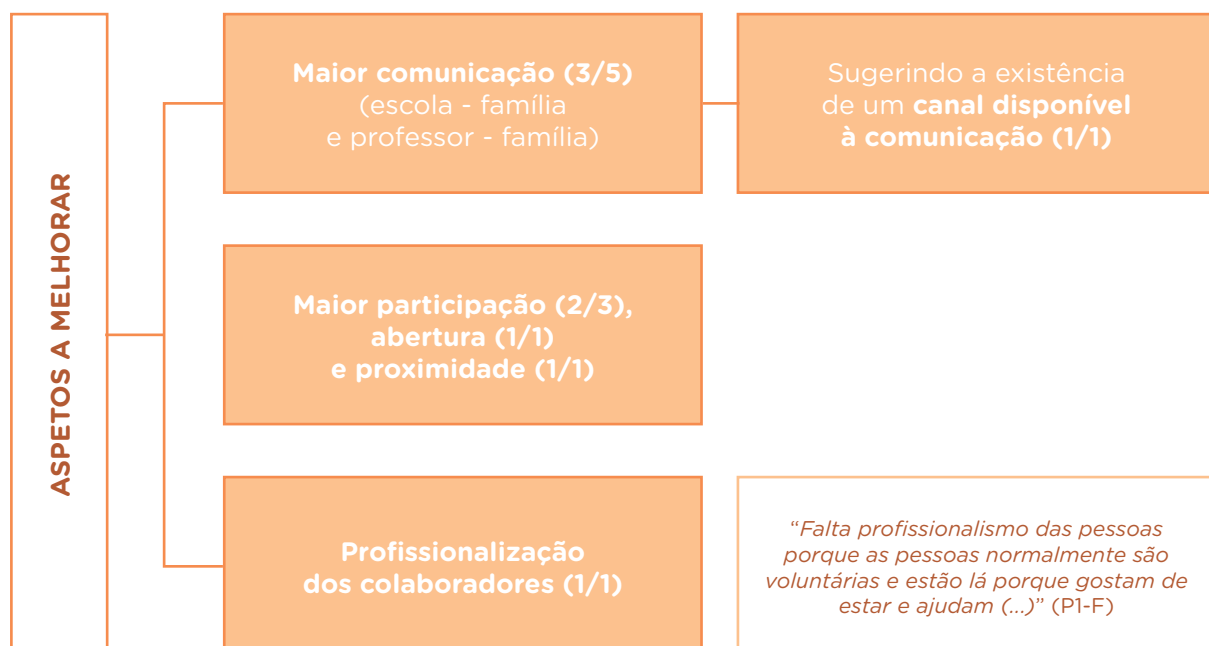 ASPETOS A MELHORAR
Maior comunicação (3/5)
(escola - família
e professor - família)
Sugerindo a existência
de um canal disponível
à comunicação (1/1)
Maior participação (2/3),
abertura (1/1)
e proximidade (1/1)
Profissionalização
dos colaboradores (1/1)
“Falta profissionalismo das pessoas
porque as pessoas normalmente são
voluntárias e estão lá porque gostam de
estar e ajudam (...)” (P1-F)